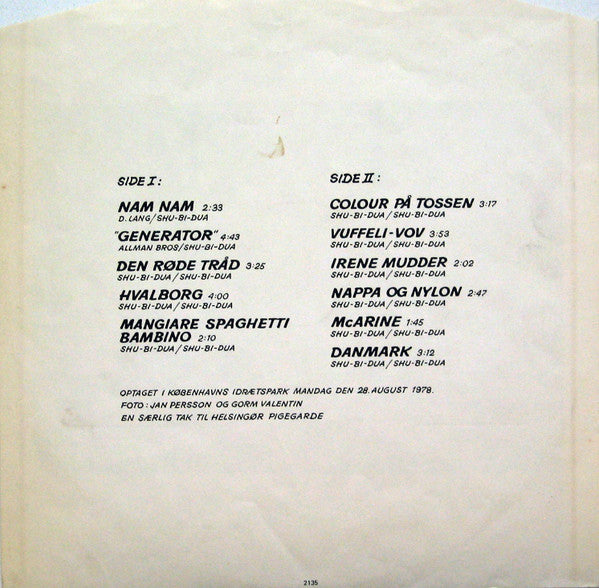 SIDE I:
NAM NAM 2:33
D. LANG/SHU-BI-DUA
"GENERATOR" 4:43
ALLMAN BROS/SHU-BI-DUA
DEN RØDE TRÅD 3:25
SHU-BI-DUA/SHU-BI-DUA
HVALBORG 4:00
SHU-BI-DUA/SHU-BI-DUA
MANGIARE SPAGHETTI
BAMBINO 2:10
SHU-BI-DUA/SHU-BI-DUA
SIDE II:
COLOUR PÅ TOSSEN 3:17
SHU-BI-DUA/SHU-BI-DUA
VUFFELI-VOV 3:53
SHU-BI-DUA/SHU-BI-DUA
IRENE MUDDER 2:02
SHU-BI-DUA/SHU-BI-DUA
NAPPA OG NYLON 2:47
SHU-BI-DUA/SHU-BI-DUA
McARINE 1:45
SHU-BI-DUA/SHU-BI-DUA
DANMARK 3:12
SHU-BI-DUA/SHU-BI-DUA
OPTAGET I KØBENHAVNS IDRÆTSPARK MANDAG DEN 28. AUGUST 1978.
FOTO: JAN PERSSON OG GORM VALENTIN
EN SÆRLIG TAK TIL HELSINGØR PIGEGARDE
2135